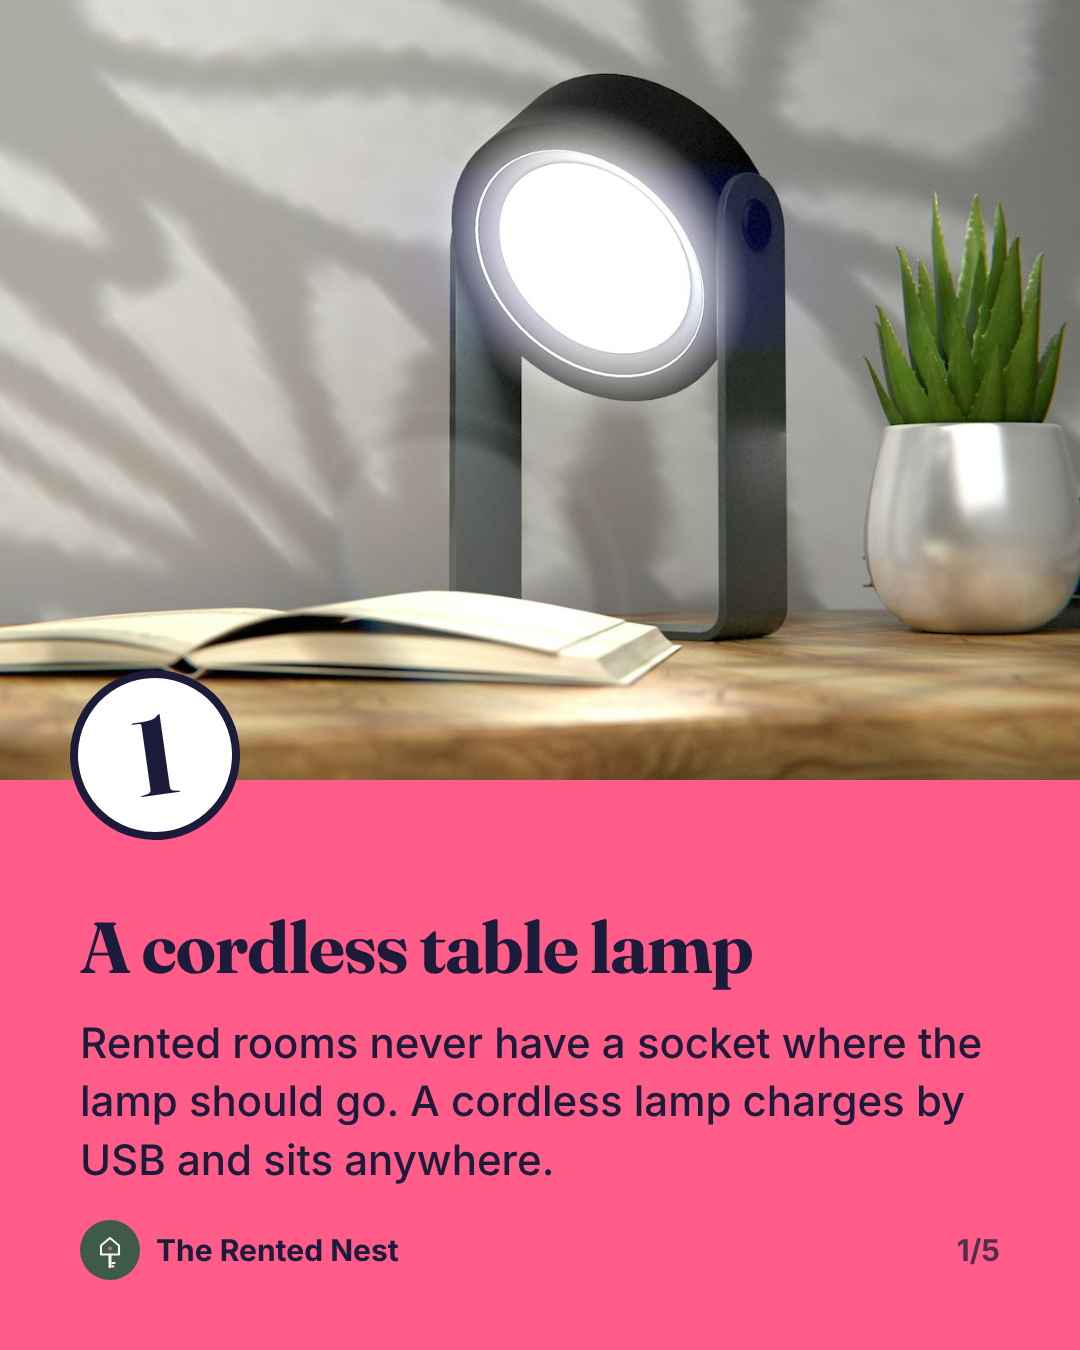 1
A cordless table lamp
Rented rooms never have a socket where the
lamp should go. A cordless lamp charges by
USB and sits anywhere.
The Rented Nest
1/5